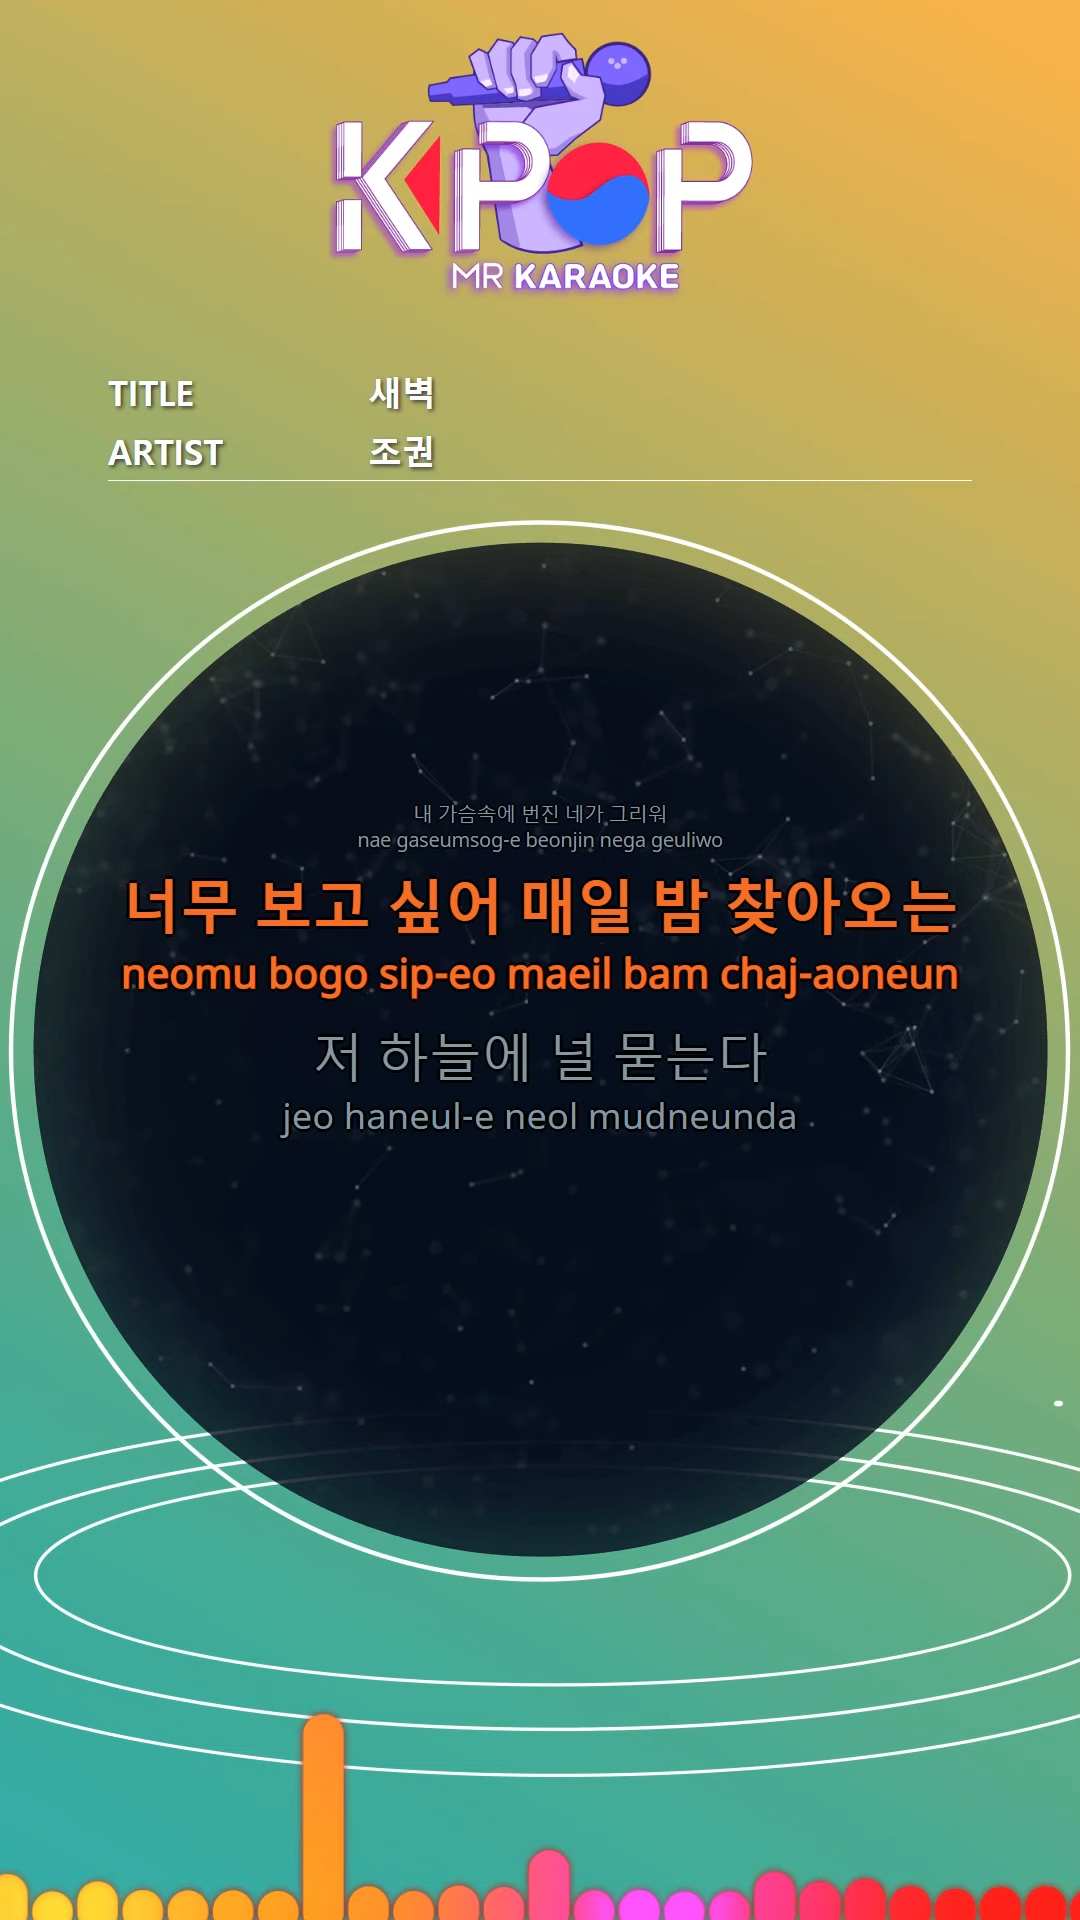 KPOP
MR KARAOKE
TITLE 새벽
ARTIST 조권
내 가슴속에 번진 네가 그리워
nae gaseumsog-e beonjin nega geuliwo
너무 보고 싶어 매일 밤 찾아오는
neomu bogo sip-eo maeil bam chaj-aoneun
저 하늘에 널 묻는다
jeo haneul-e neol mudneunda